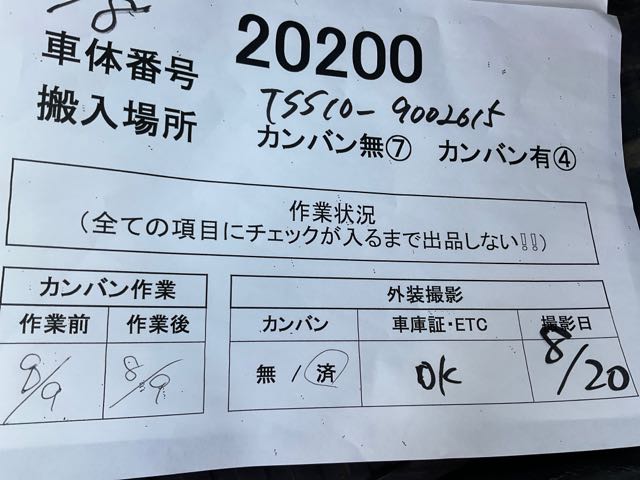 8
20200
車体番号
TSS10-9002615
搬入場所
カンバン無⑦ カンバン有④
作業状況
(全ての項目にチェックが入るまで出品しない!!)
カンバン作業 外装撮影
作業前 作業後 カンバン 車庫証・ETC 撮影日
8/9 8/9 無 / 済 OK 8/20